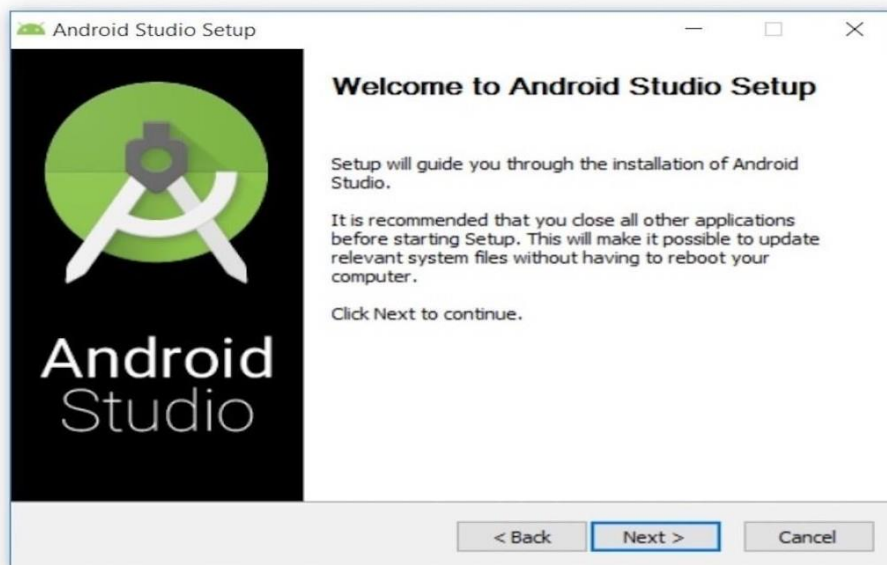 Android Studio Setup
Welcome to Android Studio Setup
Setup will guide you through the installation of Android
Studio.
It is recommended that you close all other applications
before starting Setup. This will make it possible to update
relevant system files without having to reboot your
computer.
Click Next to continue.
Android
Studio
< Back
Next >
Cancel